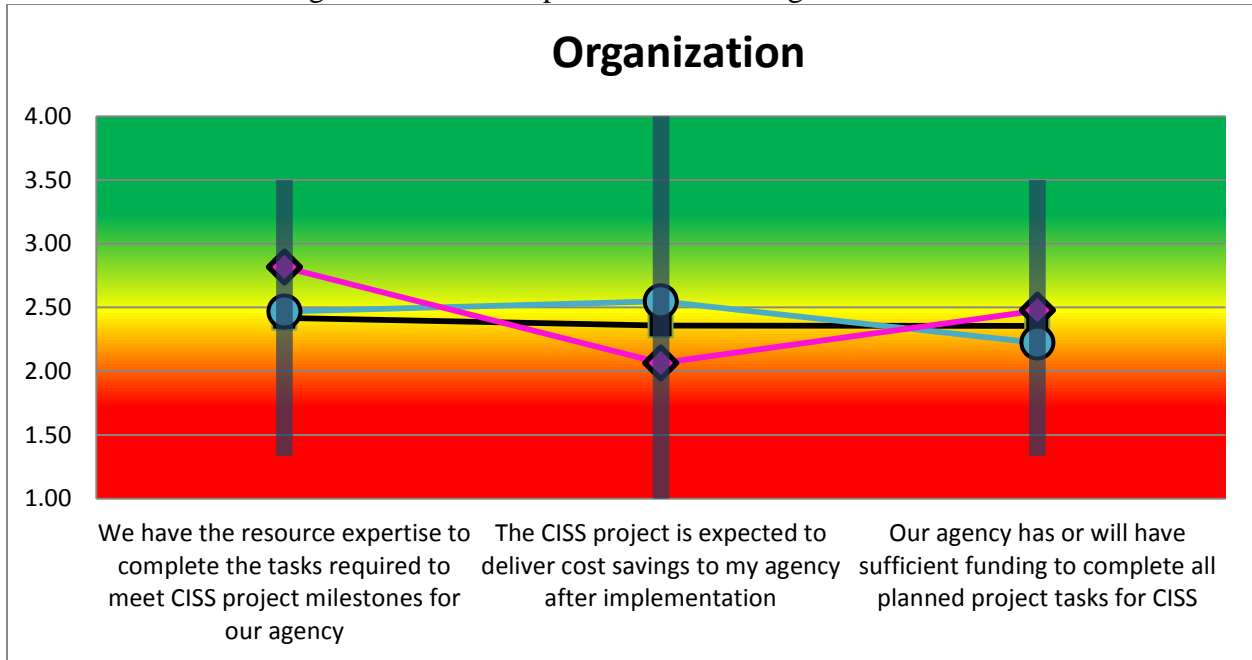 Organization
4.00
3.50
3.00
2.50
2.00
1.50
1.00
We have the resource expertise to
complete the tasks required to
meet CISS project milestones for
our agency
The CISS project is expected to
deliver cost savings to my agency
after implementation
Our agency has or will have
sufficient funding to complete all
planned project tasks for CISS